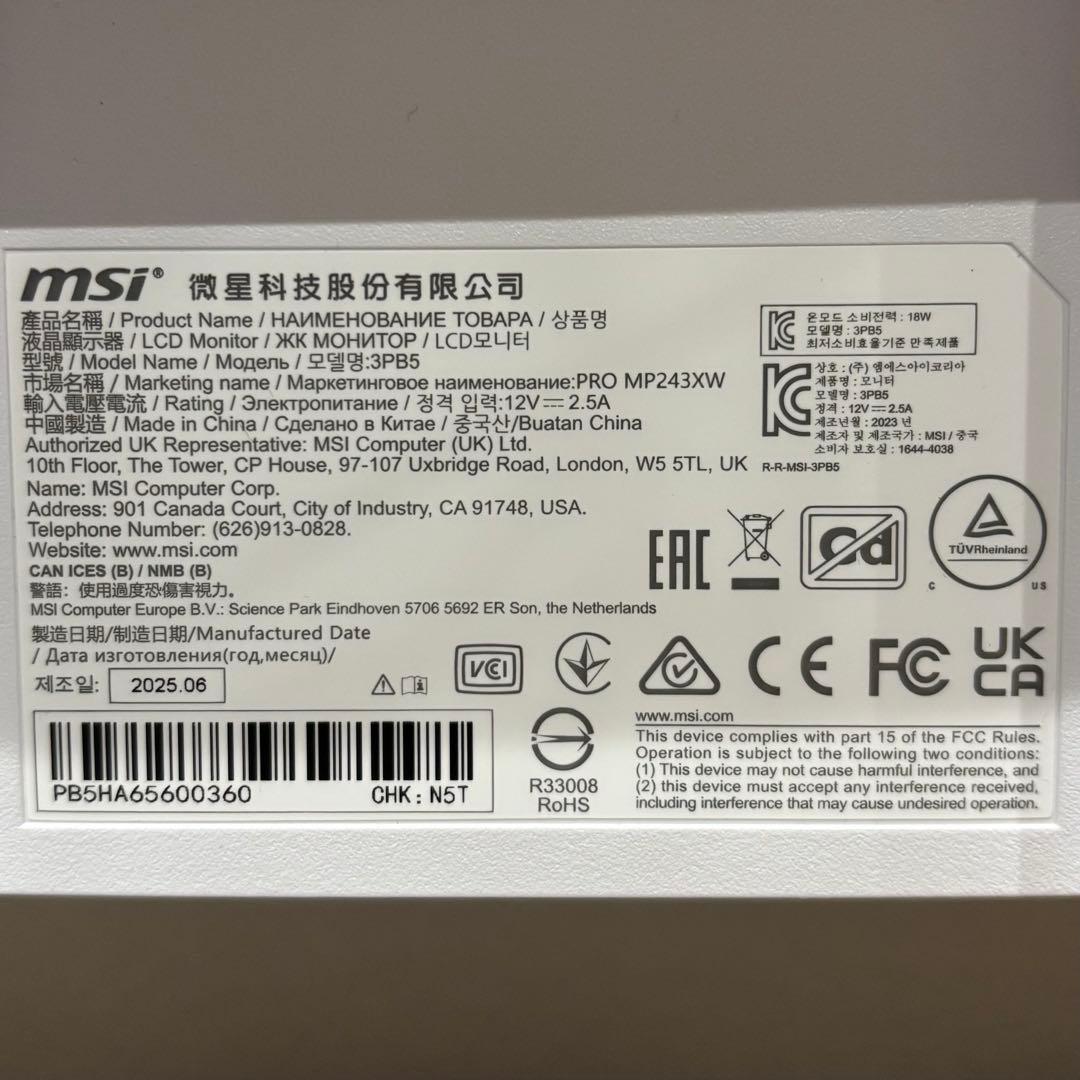 msi® 微星科技股份有限公司
產品名稱 / Product Name / НАИМЕНОВАНИЕ ТОВАРА / 상품명
液晶顯示器 / LCD Monitor / ЖК МОНИТОР / LCD모니터
型號 / Model Name / Модель / 모델명:3PB5
市場名稱 / Marketing name / Маркетинговое наименование:PRO MP243XW
輸入電壓電流 / Rating / Электропитание / 정격 입력:12V⎓2.5A
中國製造 / Made in China / Сделано в Китае / 중국산/Buatan China
Authorized UK Representative: MSI Computer (UK) Ltd.
10th Floor, The Tower, CP House, 97-107 Uxbridge Road, London, W5 5TL, UK
Name: MSI Computer Corp.
Address: 901 Canada Court, City of Industry, CA 91748, USA.
Telephone Number: (626)913-0828.
Website: www.msi.com
CAN ICES (B) / NMB (B)
警語: 使用過度恐傷害視力。
MSI Computer Europe B.V.: Science Park Eindhoven 5706 5692 ER Son, the Netherlands
製造日期/制造日期/Manufactured Date
/ Дата изготовления(год,месяц)/
제조일: 2025.06
PB5HA65600360 CHK : N5T
온모드 소비전력 : 18W
모델명 : 3PB5
최저소비효율기준 만족제품
상호 : (주) 엠에스아이코리아
제품명 : 모니터
모델명 : 3PB5
정격 : 12V⎓2.5A
제조년월 : 2023 년
제조자 및 제조국가 : MSI / 중국
소비자 보호실 : 1644-4038
R-R-MSI-3PB5
EAC
Cd
TÜVRheinland
C US
VCCI
CE
FC
UK
CA
R33008
RoHS
www.msi.com
This device complies with part 15 of the FCC Rules.
Operation is subject to the following two conditions:
(1) This device may not cause harmful interference, and
(2) this device must accept any interference received,
including interference that may cause undesired operation.